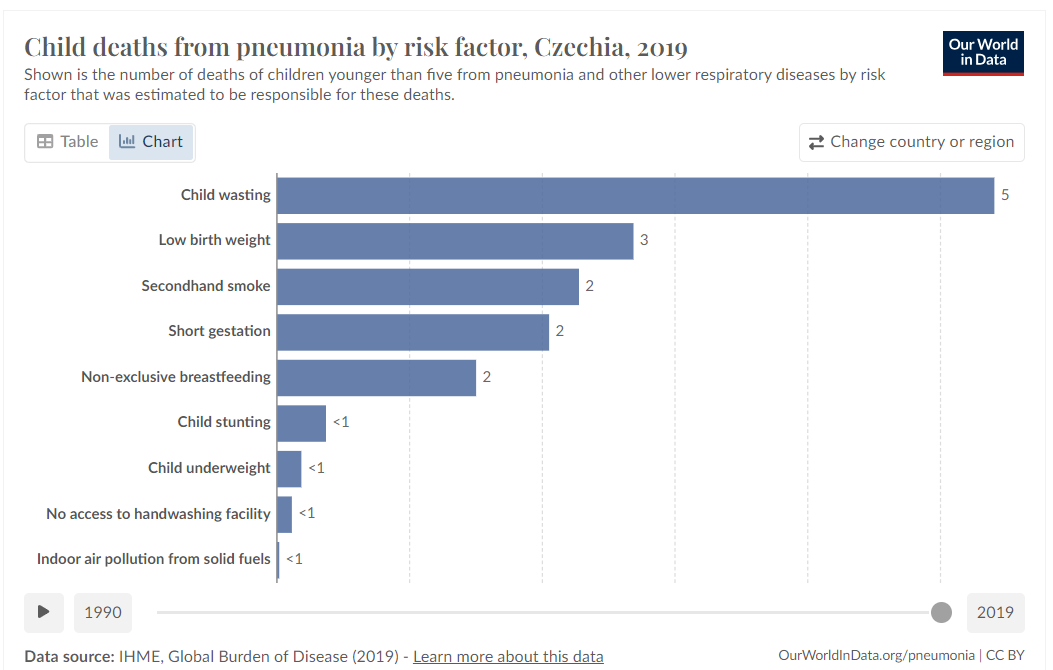 Child deaths from pneumonia by risk factor, Czechia, 2019
Our World
in Data
Shown is the number of deaths of children younger than five from pneumonia and other lower respiratory diseases by risk
factor that was estimated to be responsible for these deaths.
Table
Chart
Change country or region
Child wasting 5
Low birth weight 3
Secondhand smoke 2
Short gestation 2
Non-exclusive breastfeeding 2
Child stunting <1
Child underweight <1
No access to handwashing facility <1
Indoor air pollution from solid fuels <1
1990 2019
Data source: IHME, Global Burden of Disease (2019) - Learn more about this data
OurWorldInData.org/pneumonia | CC BY